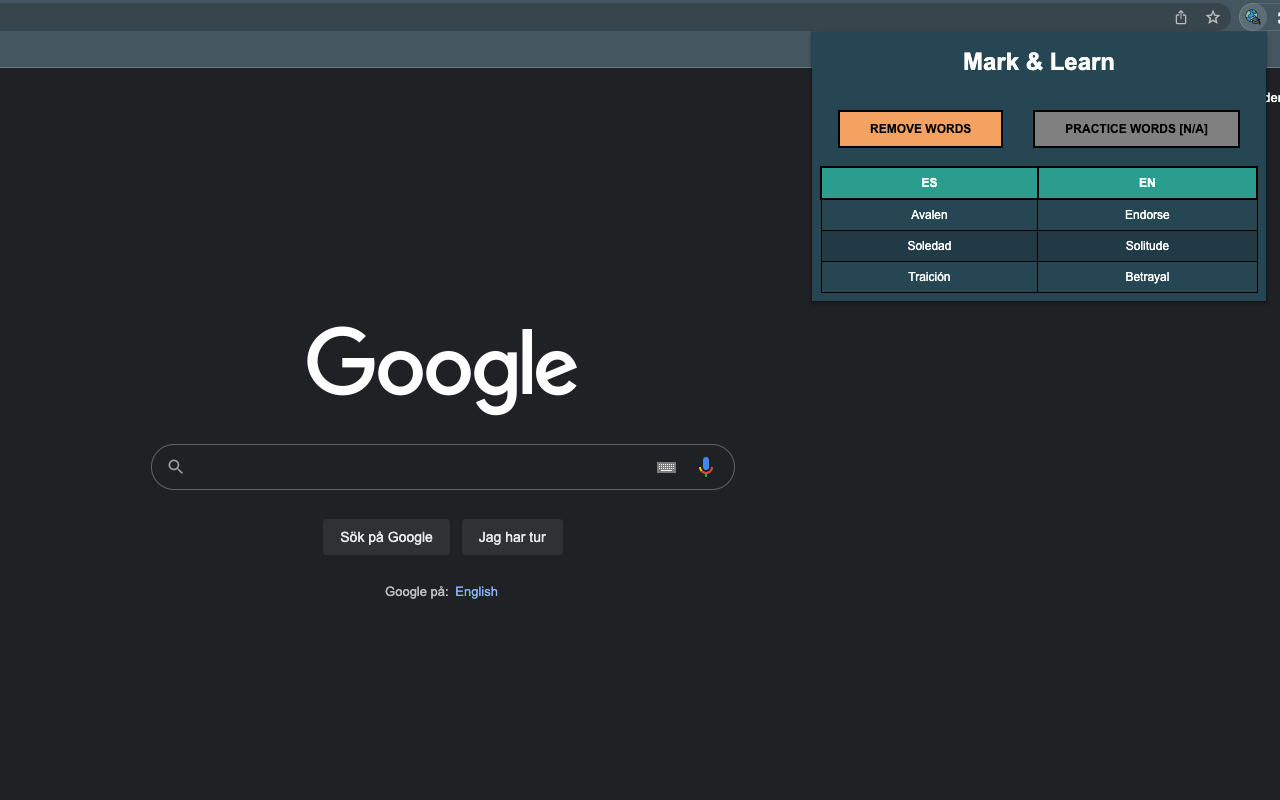 Mark & Learn
REMOVE WORDS PRACTICE WORDS [N/A]
ES EN
Avalen Endorse
Soledad Solitude
Traición Betrayal
Google
Sök på Google Jag har tur
Google på: English